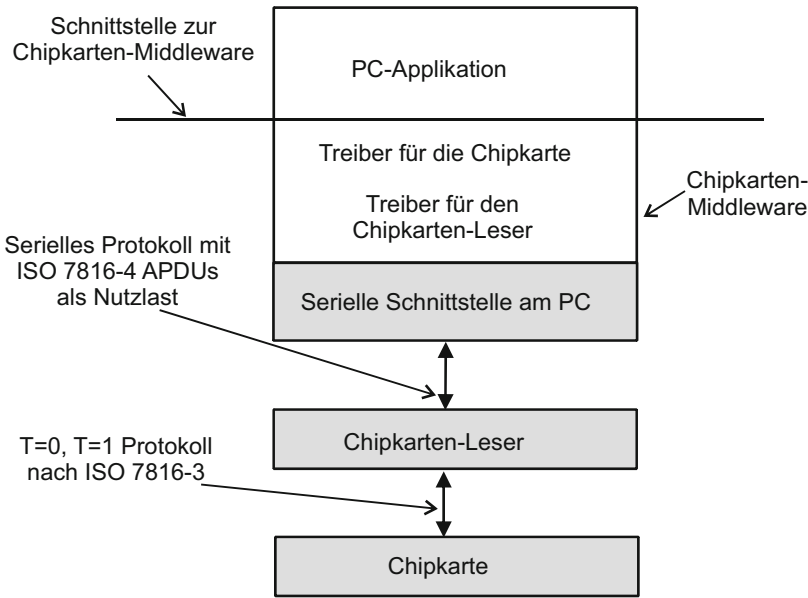 Schnittstelle zur
Chipkarten-Middleware
PC-Applikation
Treiber für die Chipkarte
Treiber für den
Chipkarten-Leser
Chipkarten-
Middleware
Serielles Protokoll mit
ISO 7816-4 APDUs
als Nutzlast
Serielle Schnittstelle am PC
Chipkarten-Leser
T=0, T=1 Protokoll
nach ISO 7816-3
Chipkarte